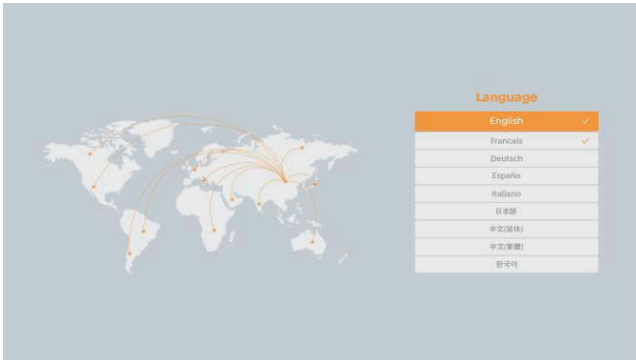 Language
English
Francais
Deutsch
Españo
Italiano
日本語
中文(简体)
中文(繁體)
한국어